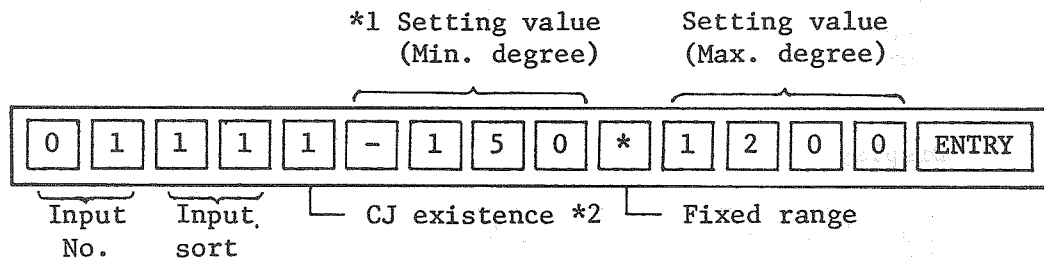 *1 Setting value Setting value
(Min. degree) (Max. degree)
0 1 1 1 1 - 1 5 0 * 1 2 0 0 ENTRY
Input Input CJ existence *2 Fixed range
No. sort